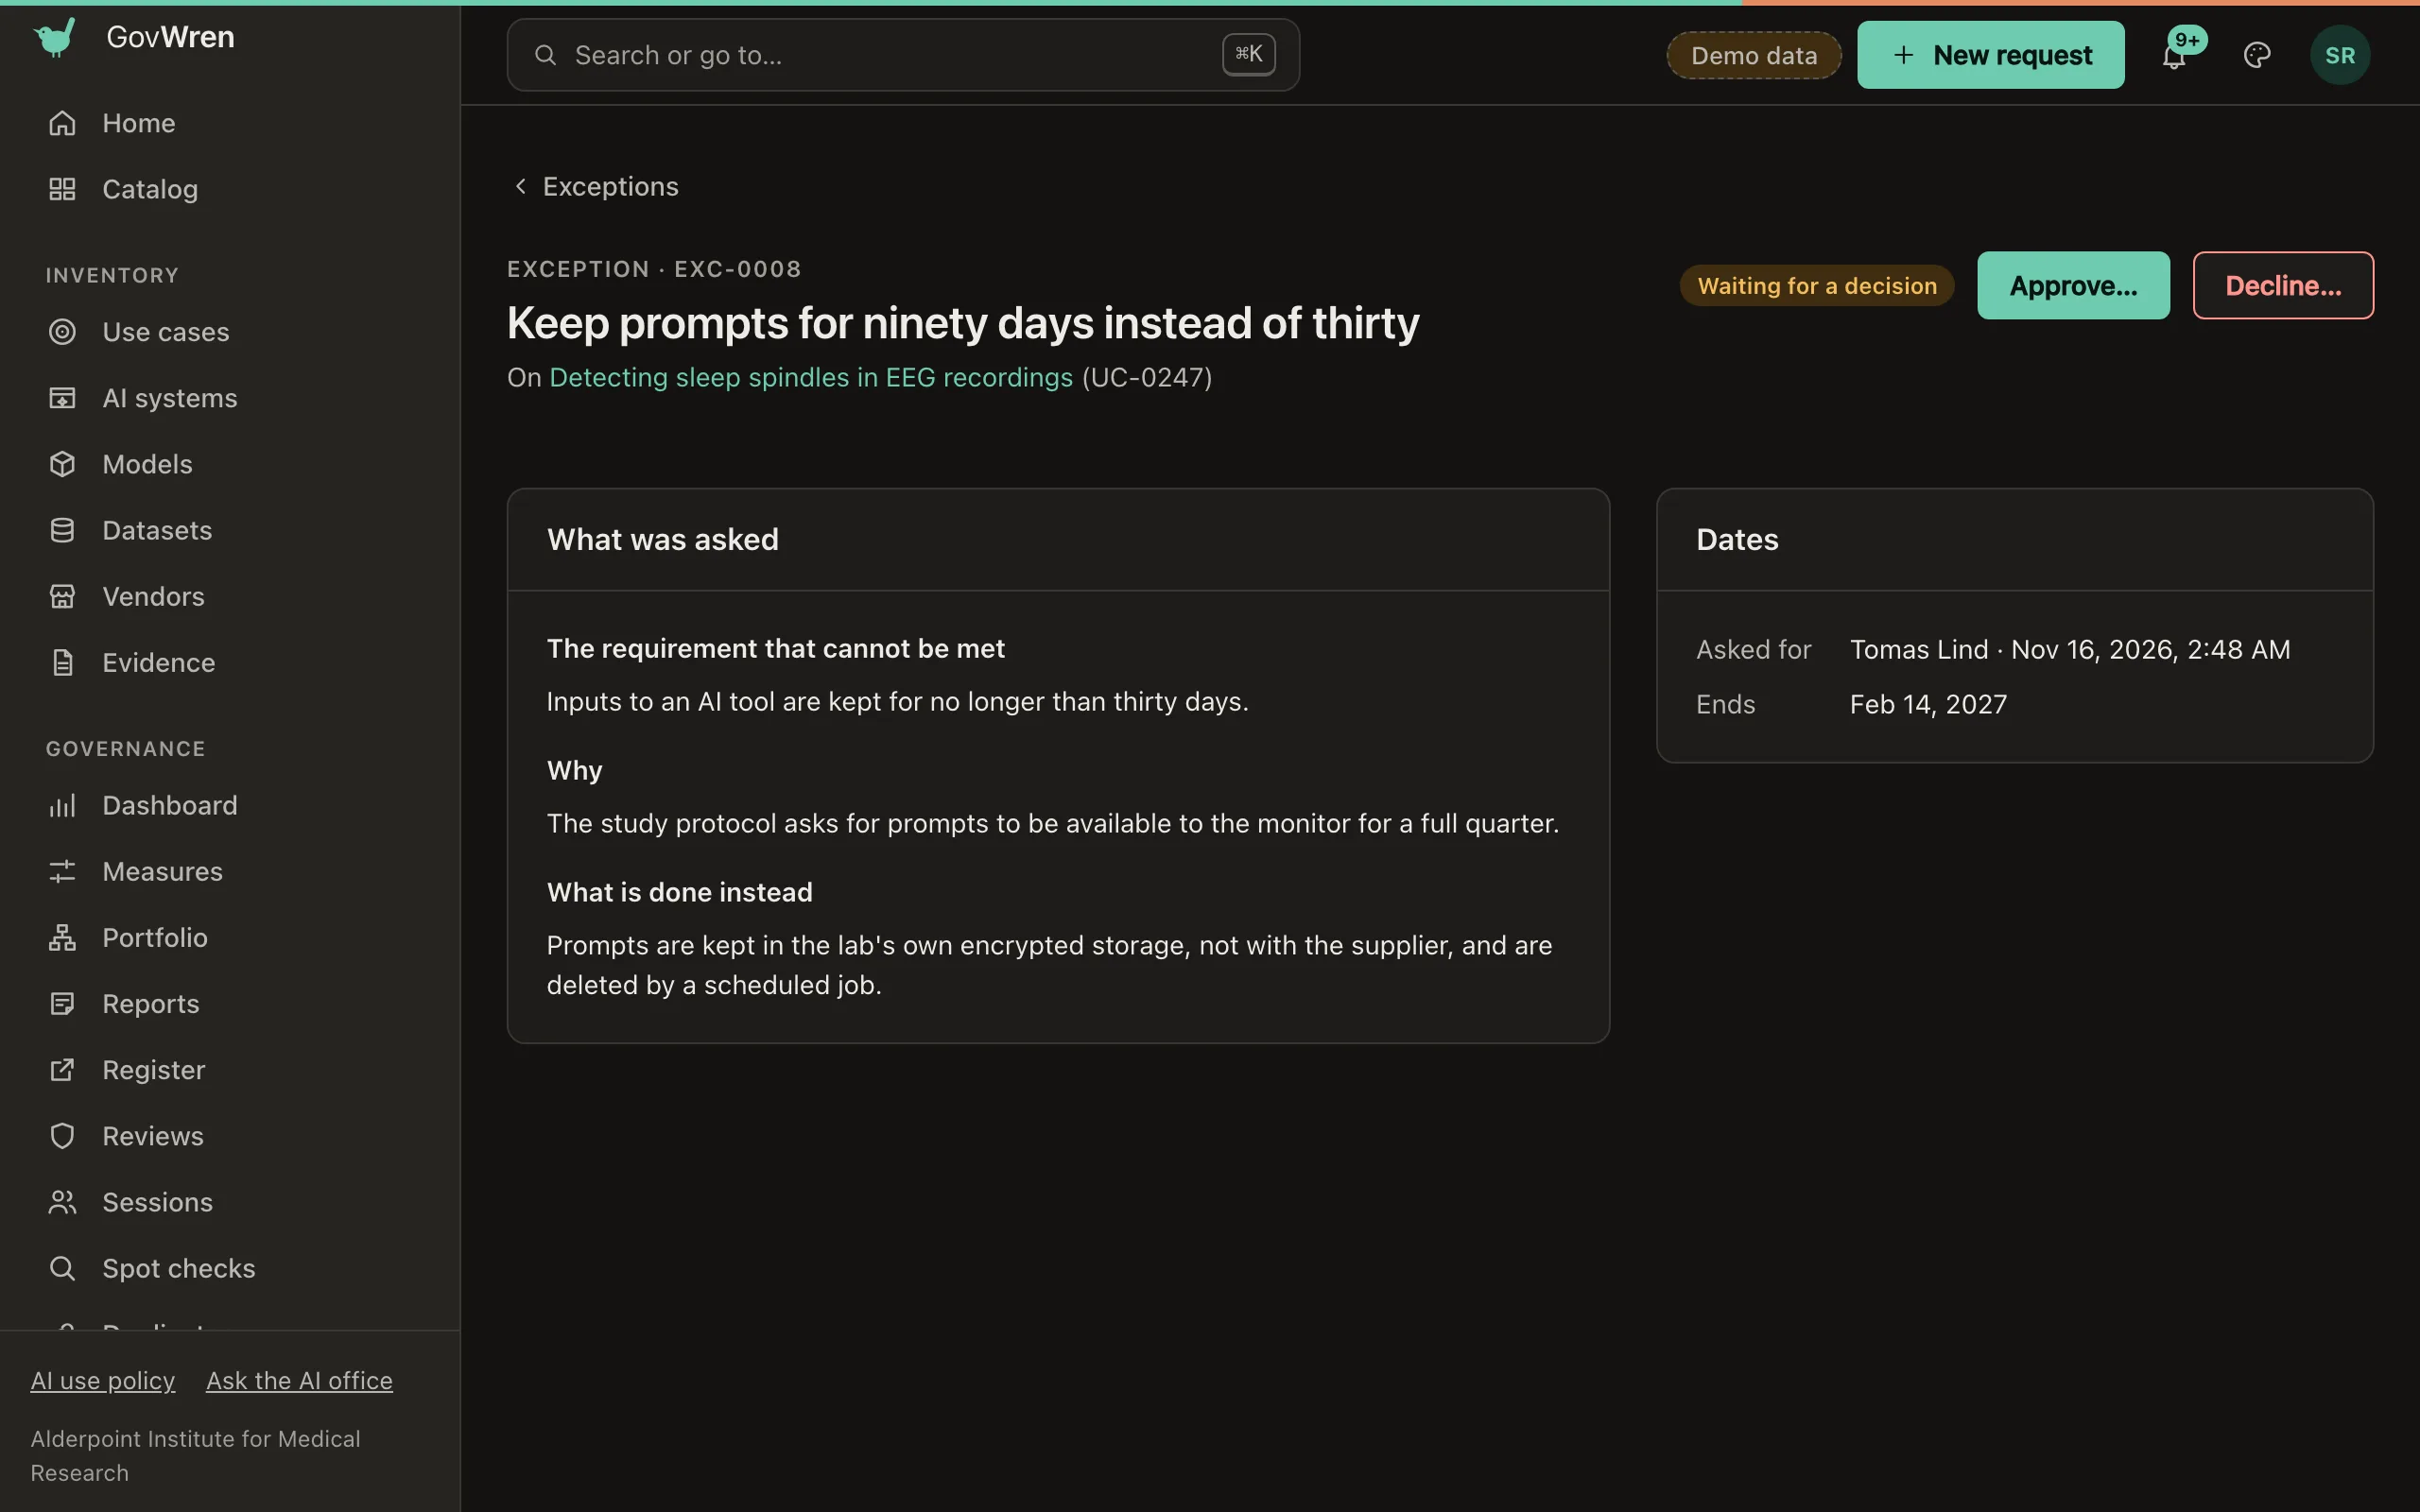 GovWren
Search or go to...
⌘K
Demo data
+ New request
9+
SR
Home
Catalog
INVENTORY
Use cases
AI systems
Models
Datasets
Vendors
Evidence
GOVERNANCE
Dashboard
Measures
Portfolio
Reports
Register
Reviews
Sessions
Spot checks
AI use policy
Ask the AI office
Alderpoint Institute for Medical
Research
Exceptions
EXCEPTION · EXC-0008
Keep prompts for ninety days instead of thirty
On Detecting sleep spindles in EEG recordings (UC-0247)
Waiting for a decision
Approve...
Decline...
What was asked
The requirement that cannot be met
Inputs to an AI tool are kept for no longer than thirty days.
Why
The study protocol asks for prompts to be available to the monitor for a full quarter.
What is done instead
Prompts are kept in the lab's own encrypted storage, not with the supplier, and are
deleted by a scheduled job.
Dates
Asked for Tomas Lind · Nov 16, 2026, 2:48 AM
Ends Feb 14, 2027